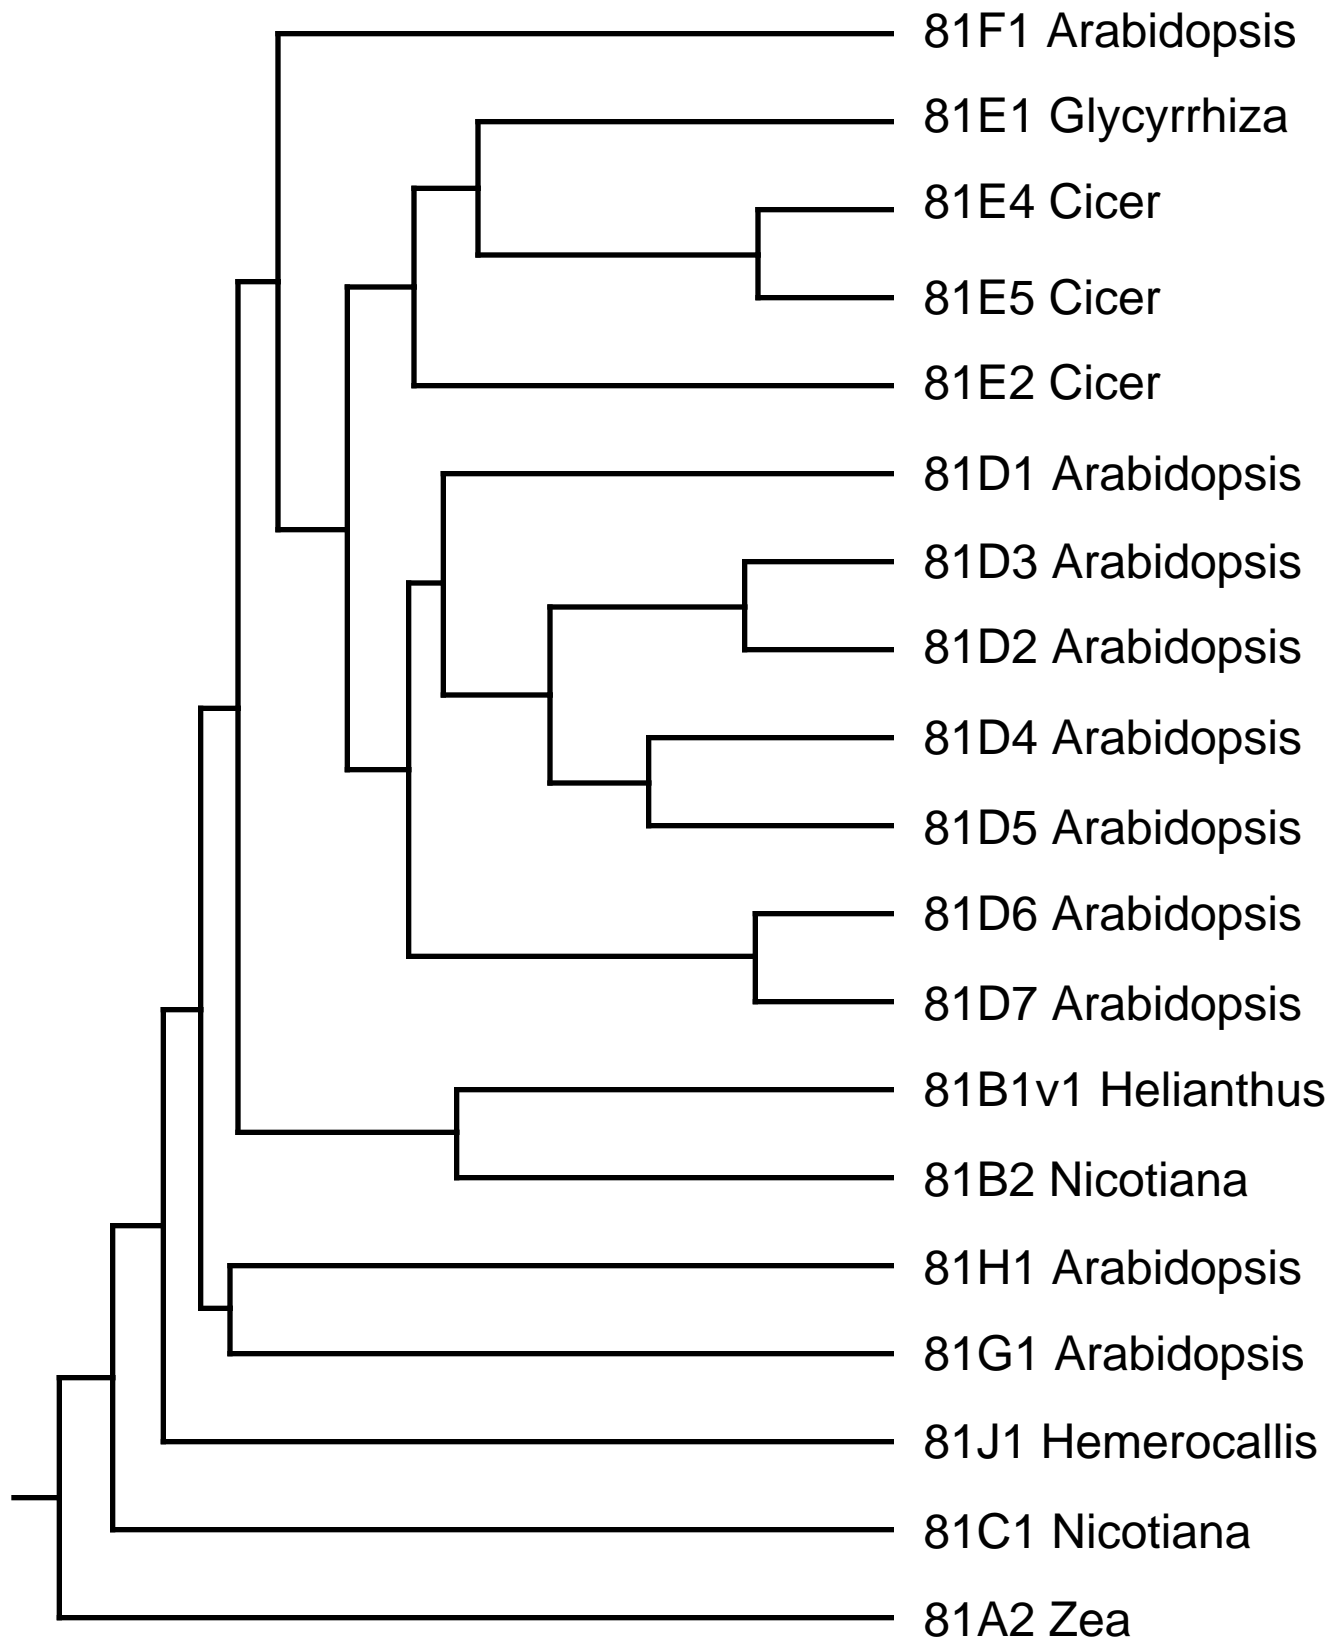 81F1 Arabidopsis
81E1 Glycyrrhiza
81E4 Cicer
81E5 Cicer
81E2 Cicer
81D1 Arabidopsis
81D3 Arabidopsis
81D2 Arabidopsis
81D4 Arabidopsis
81D5 Arabidopsis
81D6 Arabidopsis
81D7 Arabidopsis
81B1v1 Helianthus
81B2 Nicotiana
81H1 Arabidopsis
81G1 Arabidopsis
81J1 Hemerocallis
81C1 Nicotiana
81A2 Zea